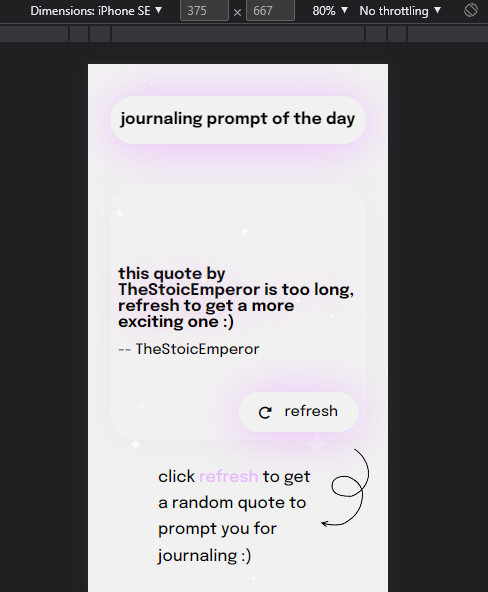 Dimensions: iPhone SE ▼ 375 × 667 80% ▼ No throttling ▼
journaling prompt of the day
this quote by
TheStoicEmperor is too long,
refresh to get a more
exciting one :)
-- TheStoicEmperor
refresh
click refresh to get
a random quote to
prompt you for
journaling :)